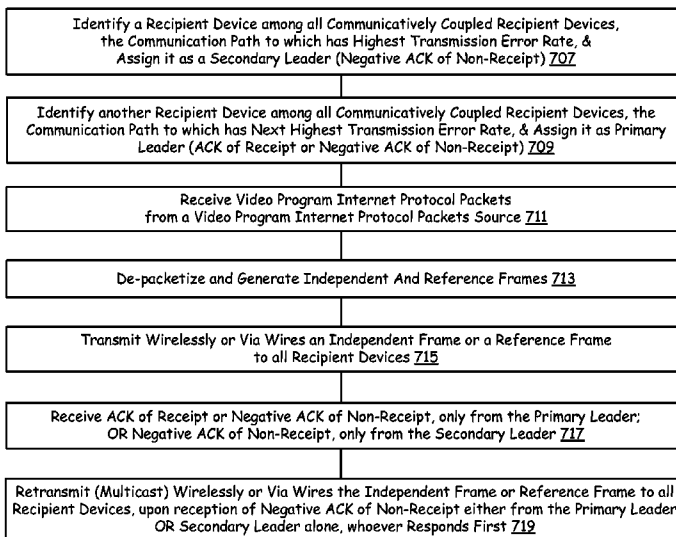 Identify a Recipient Device among all Communicatively Coupled Recipient Devices,
the Communication Path to which has Highest Transmission Error Rate, &
Assign it as a Secondary Leader (Negative ACK of Non-Receipt) 707
Identify another Recipient Device among all Communicatively Coupled Recipient Devices, the
Communication Path to which has Next Highest Transmission Error Rate, & Assign it as Primary
Leader (ACK of Receipt or Negative ACK of Non-Receipt) 709
Receive Video Program Internet Protocol Packets
from a Video Program Internet Protocol Packets Source 711
De-packetize and Generate Independent And Reference Frames 713
Transmit Wirelessly or Via Wires an Independent Frame or a Reference Frame
to all Recipient Devices 715
Receive ACK of Receipt or Negative ACK of Non-Receipt, only from the Primary Leader;
OR Negative ACK of Non-Receipt, only from the Secondary Leader 717
Retransmit (Multicast) Wirelessly or Via Wires the Independent Frame or Reference Frame to all
Recipient Devices, upon reception of Negative ACK of Non-Receipt either from the Primary Leader
OR Secondary Leader alone, whoever Responds First 719